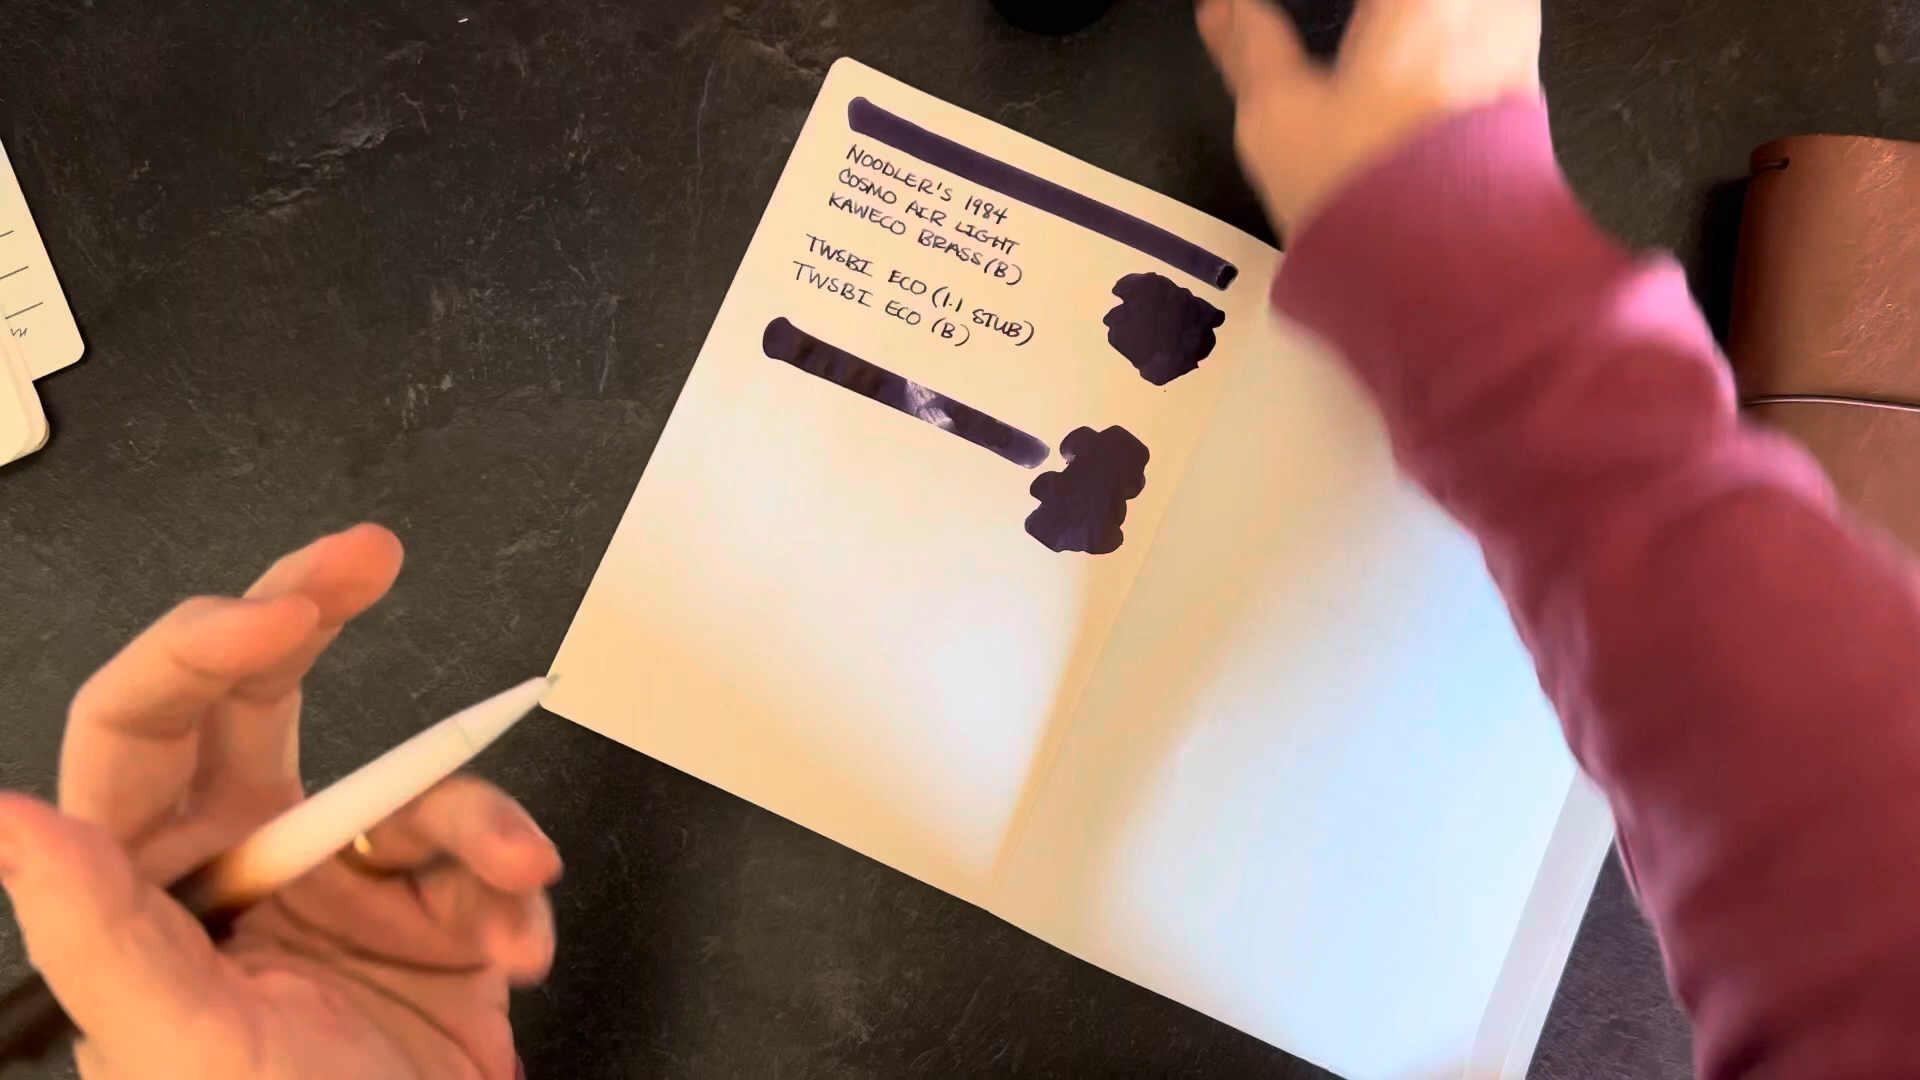 NOODLER'S 1984
COSMO AIR LIGHT
KAWECO BRASS (B)
TWSBI ECO (1.1 STUB)
TWSBI ECO (B)